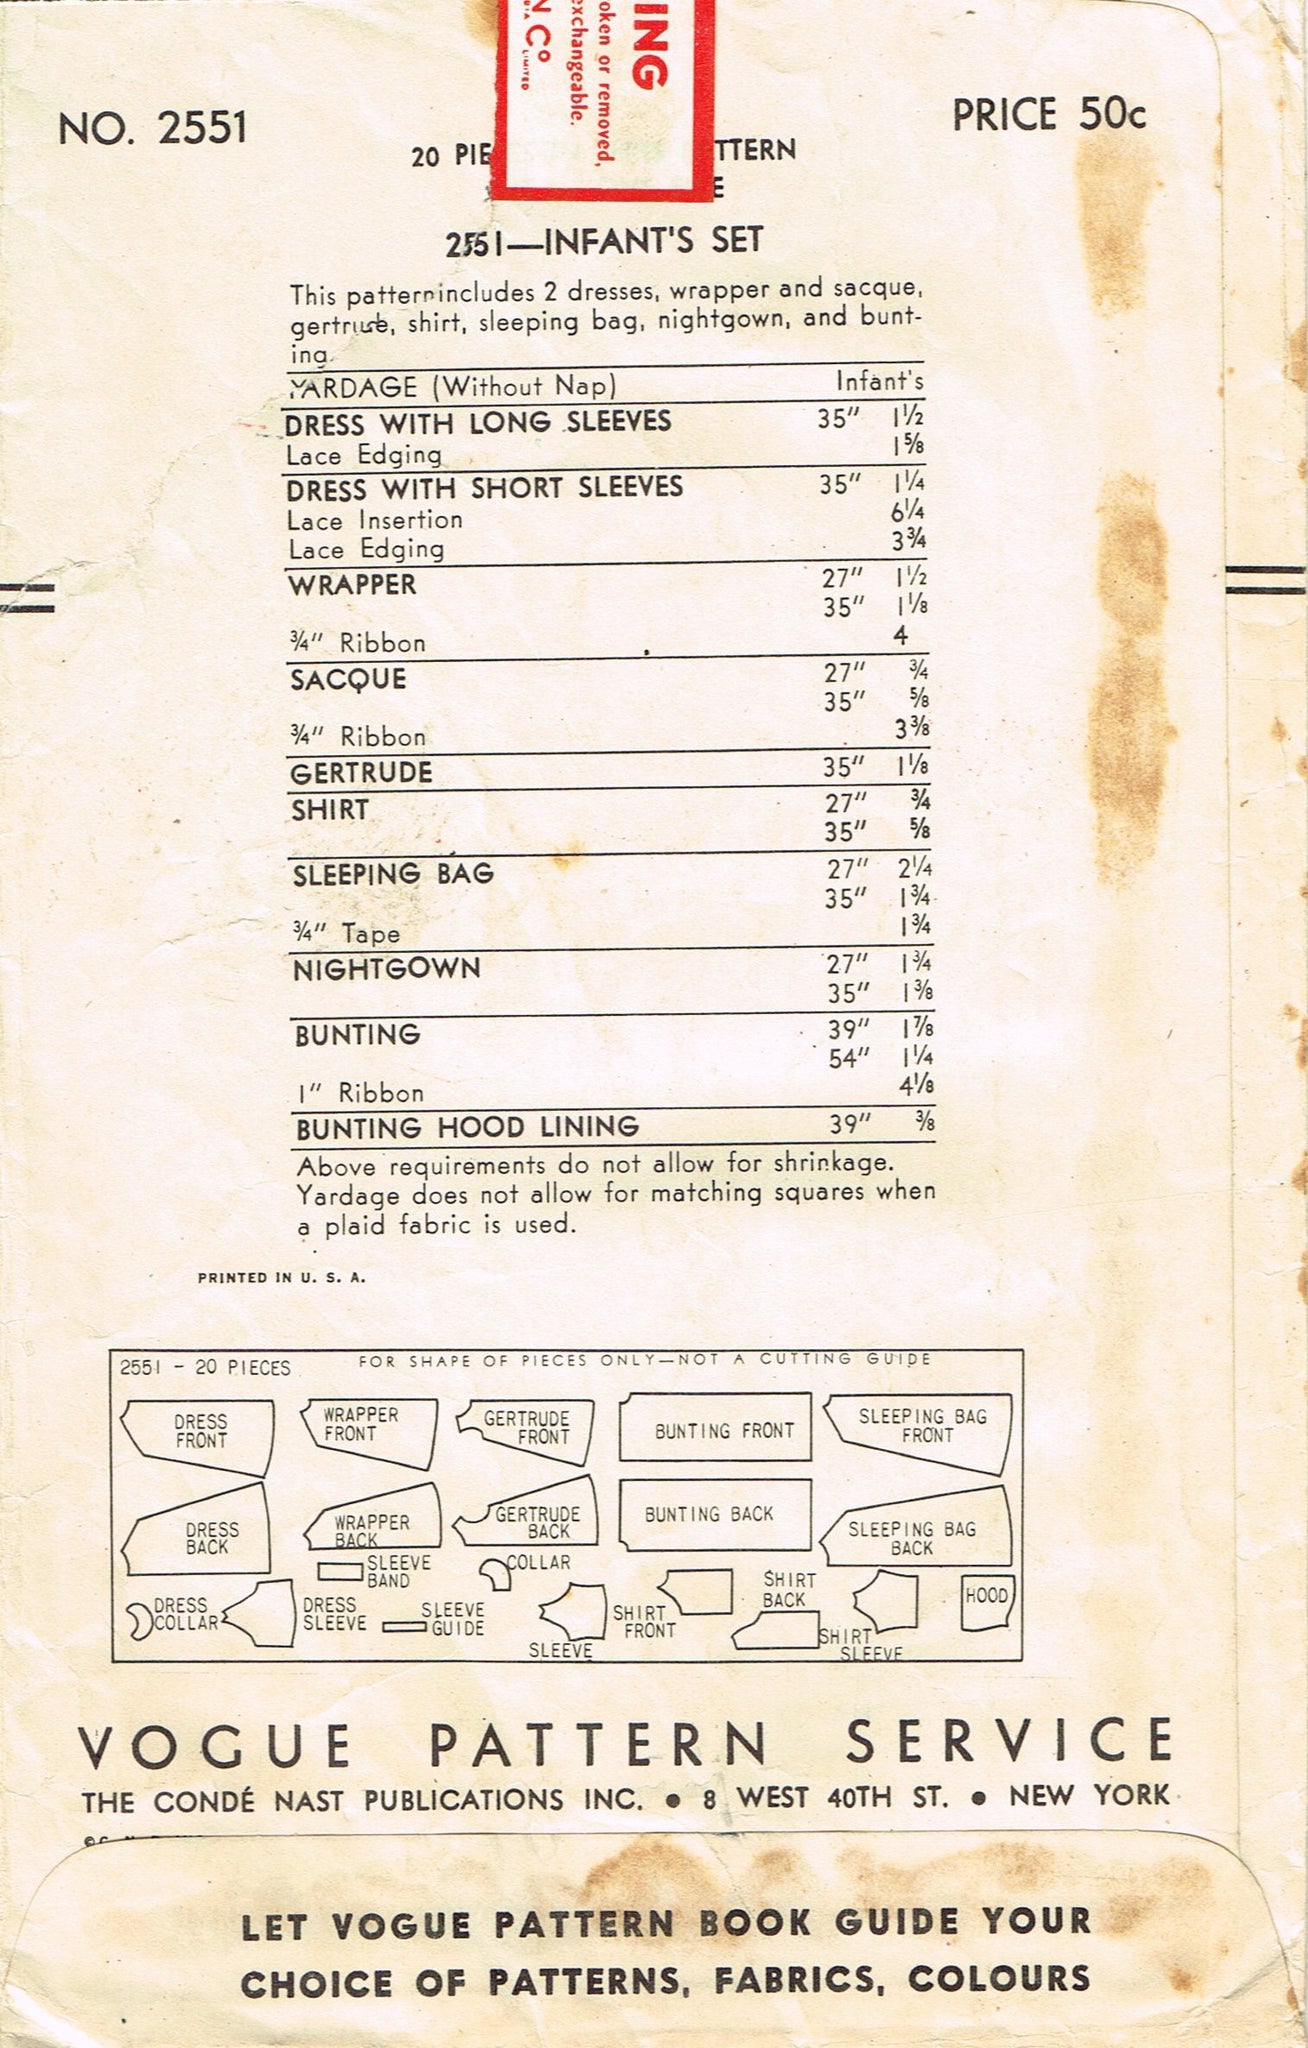 ING
oken or removed,
exchangeable.
N Co
LIMITED
NO. 2551
PRICE 50c
20 PIE TTERN
E
2551—INFANT'S SET
This pattern includes 2 dresses, wrapper and sacque,
gertrude, shirt, sleeping bag, nightgown, and bunt-
ing.
YARDAGE (Without Nap) Infant's
DRESS WITH LONG SLEEVES 35" 1½
Lace Edging 1⅝
DRESS WITH SHORT SLEEVES 35" 1¼
Lace Insertion 6¼
Lace Edging 3¾
WRAPPER 27" 1½
35" 1⅛
¾" Ribbon 4
SACQUE 27" ¾
35" ⅝
¾" Ribbon 3⅜
GERTRUDE 35" 1⅛
SHIRT 27" ¾
35" ⅝
SLEEPING BAG 27" 2¼
35" 1¾
¾" Tape 1¾
NIGHTGOWN 27" 1¾
35" 1⅜
BUNTING 39" 1⅞
54" 1¼
1" Ribbon 4⅛
BUNTING HOOD LINING 39" ⅜
Above requirements do not allow for shrinkage.
Yardage does not allow for matching squares when
a plaid fabric is used.
PRINTED IN U. S. A.
2551 - 20 PIECES FOR SHAPE OF PIECES ONLY—NOT A CUTTING GUIDE
DRESS
FRONT
WRAPPER
FRONT
GERTRUDE
FRONT
BUNTING FRONT
SLEEPING BAG
FRONT
DRESS
BACK
WRAPPER
BACK
GERTRUDE
BACK
BUNTING BACK
SLEEPING BAG
BACK
SLEEVE
BAND
COLLAR
DRESS
COLLAR
DRESS
SLEEVE
SLEEVE
GUIDE
SLEEVE
SHIRT
FRONT
SHIRT
BACK
SHIRT
SLEEVE
HOOD
VOGUE PATTERN SERVICE
THE CONDÉ NAST PUBLICATIONS INC. ● 8 WEST 40TH ST. ● NEW YORK
LET VOGUE PATTERN BOOK GUIDE YOUR
CHOICE OF PATTERNS, FABRICS, COLOURS